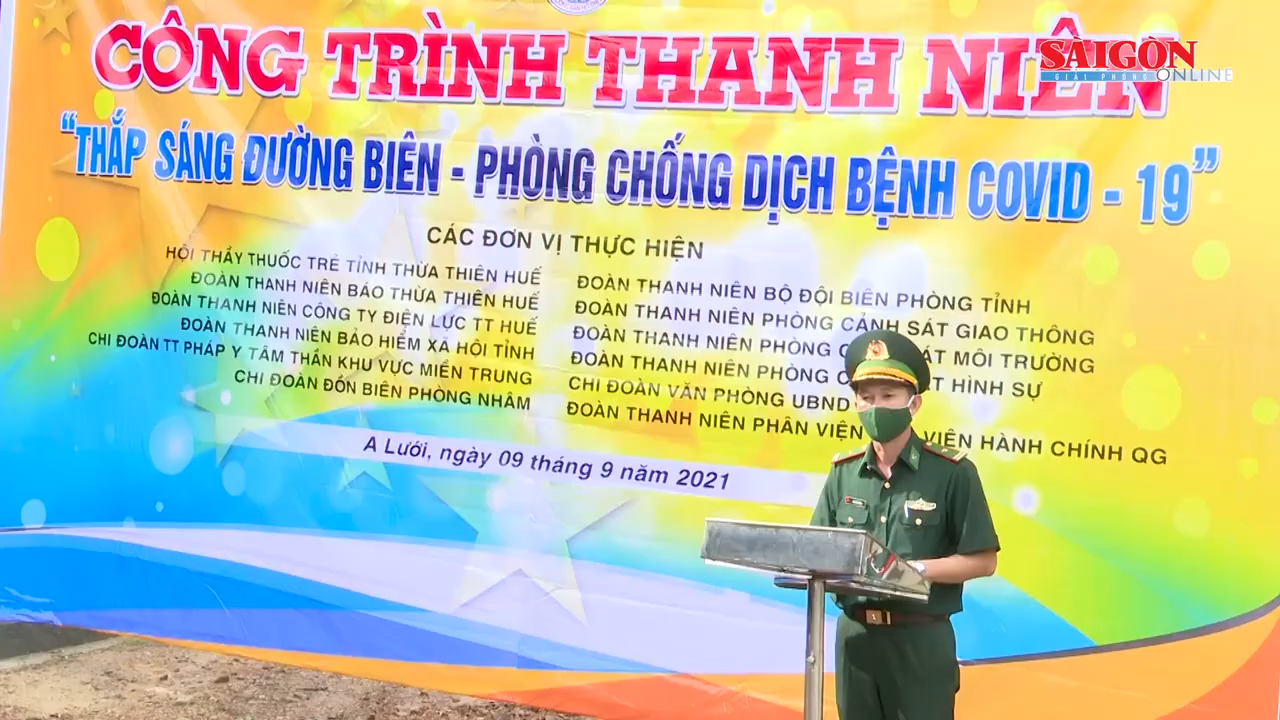 CÔNG TRÌNH THANH NIÊN
SÀIGÒN
GIẢI PHÓNG ONLINE
“THẮP SÁNG ĐƯỜNG BIÊN - PHÒNG CHỐNG DỊCH BỆNH COVID - 19”
CÁC ĐƠN VỊ THỰC HIỆN
HỘI THẦY THUỐC TRẺ TỈNH THỪA THIÊN HUẾ
ĐOÀN THANH NIÊN BÁO THỪA THIÊN HUẾ
ĐOÀN THANH NIÊN CÔNG TY ĐIỆN LỰC TT HUẾ
ĐOÀN THANH NIÊN BẢO HIỂM XÃ HỘI TỈNH
CHI ĐOÀN TT PHÁP Y TÂM THẦN KHU VỰC MIỀN TRUNG
CHI ĐOÀN ĐỒN BIÊN PHÒNG NHÂM
ĐOÀN THANH NIÊN BỘ ĐỘI BIÊN PHÒNG TỈNH
ĐOÀN THANH NIÊN PHÒNG CẢNH SÁT GIAO THÔNG
ĐOÀN THANH NIÊN PHÒNG MÔI TRƯỜNG
ĐOÀN THANH NIÊN PHÒNG HÌNH SỰ
CHI ĐOÀN VĂN PHÒNG UBND
ĐOÀN THANH NIÊN PHÂN VIỆN VIỆN HÀNH CHÍNH QG
A Lưới, ngày 09 tháng 9 năm 2021